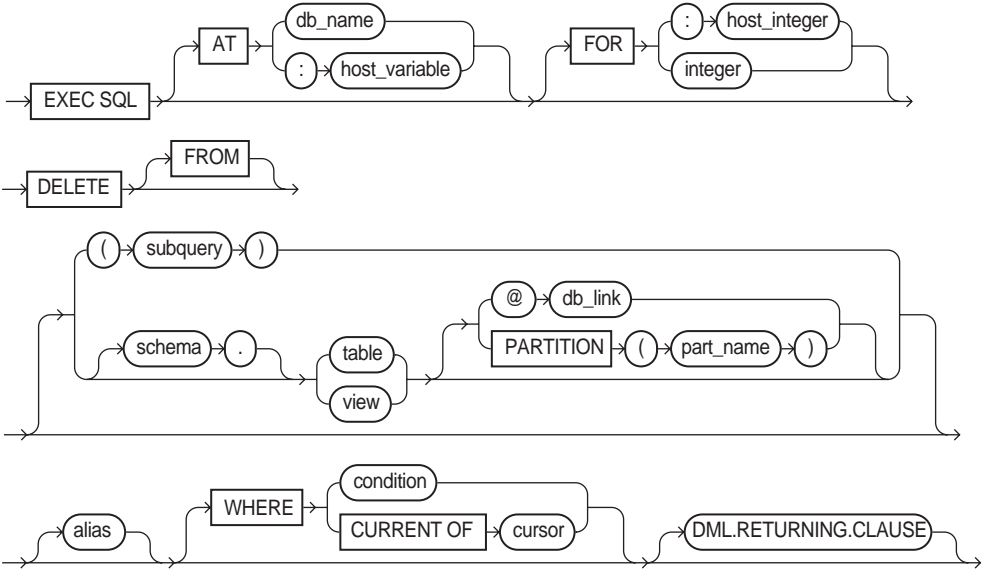 db_name
AT
: host_variable
: host_integer
FOR
integer
EXEC SQL
FROM
DELETE
( subquery )
@ db_link
schema .
table
PARTITION ( part_name )
view
condition
WHERE
alias
CURRENT OF cursor
DML.RETURNING.CLAUSE